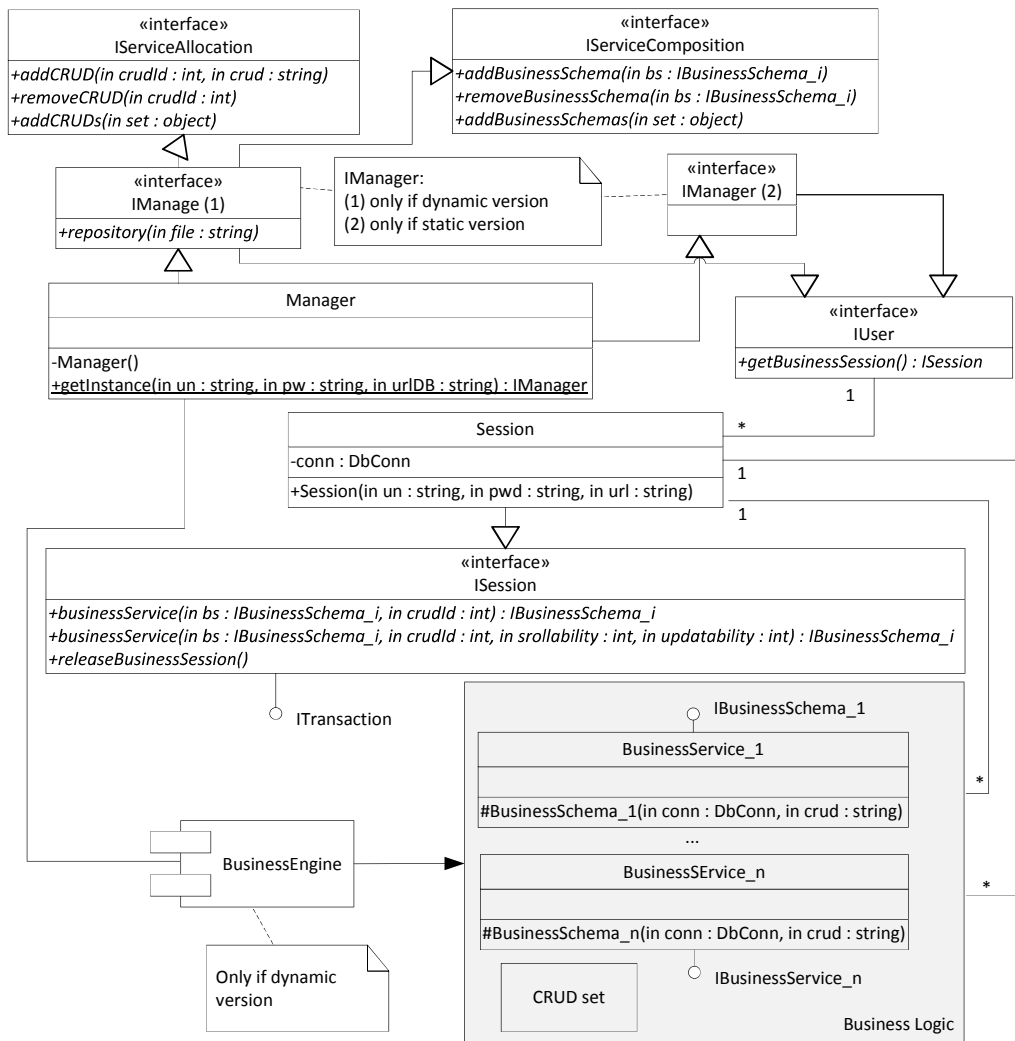 «interface»
IServiceAllocation
+addCRUD(in crudId : int, in crud : string)
+removeCRUD(in crudId : int)
+addCRUDs(in set : object)
«interface»
IServiceComposition
+addBusinessSchema(in bs : IBusinessSchema_i)
+removeBusinessSchema(in bs : IBusinessSchema_i)
+addBusinessSchemas(in set : object)
«interface»
IManage (1)
+repository(in file : string)
IManager:
(1) only if dynamic version
(2) only if static version
«interface»
IManager (2)
Manager
-Manager()
+getInstance(in un : string, in pw : string, in urlDB : string) : IManager
«interface»
IUser
+getBusinessSession() : ISession
1
*
Session
-conn : DbConn
+Session(in un : string, in pwd : string, in url : string)
1
1
«interface»
ISession
+businessService(in bs : IBusinessSchema_i, in crudId : int) : IBusinessSchema_i
+businessService(in bs : IBusinessSchema_i, in crudId : int, in srollability : int, in updatability : int) : IBusinessSchema_i
+releaseBusinessSession()
ITransaction
IBusinessSchema_1
BusinessService_1
#BusinessSchema_1(in conn : DbConn, in crud : string)
*
...
BusinessEngine
BusinessSErvice_n
#BusinessSchema_n(in conn : DbConn, in crud : string)
*
IBusinessService_n
Only if dynamic
version
CRUD set
Business Logic